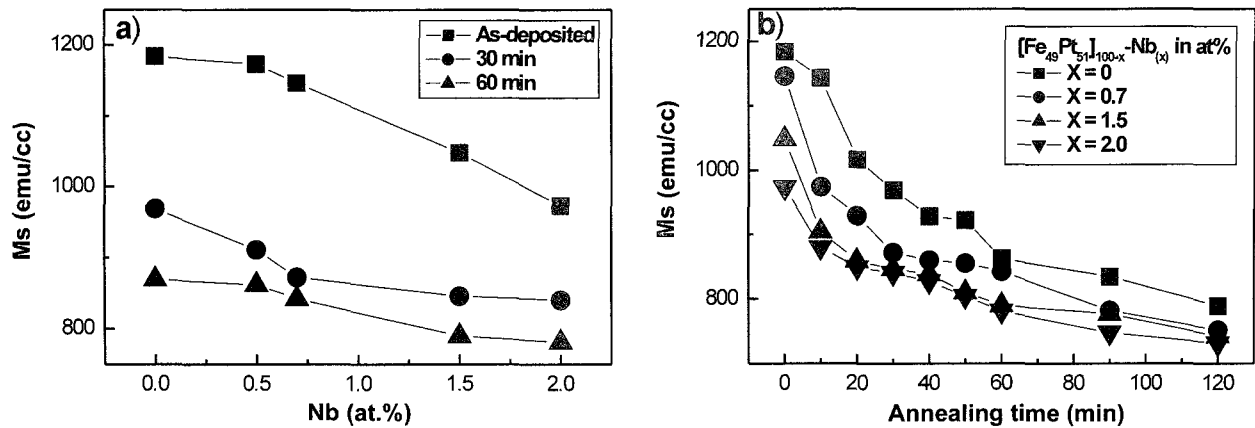 a)
As-deposited
30 min
60 min
1200
1000
800
Ms (emu/cc)
0.0 0.5 1.0 1.5 2.0
Nb (at.%)
b)
[Fe49Pt51]100-x-Nb(x) in at%
X = 0
X = 0.7
X = 1.5
X = 2.0
1200
1000
800
Ms (emu/cc)
0 20 40 60 80 100 120
Annealing time (min)